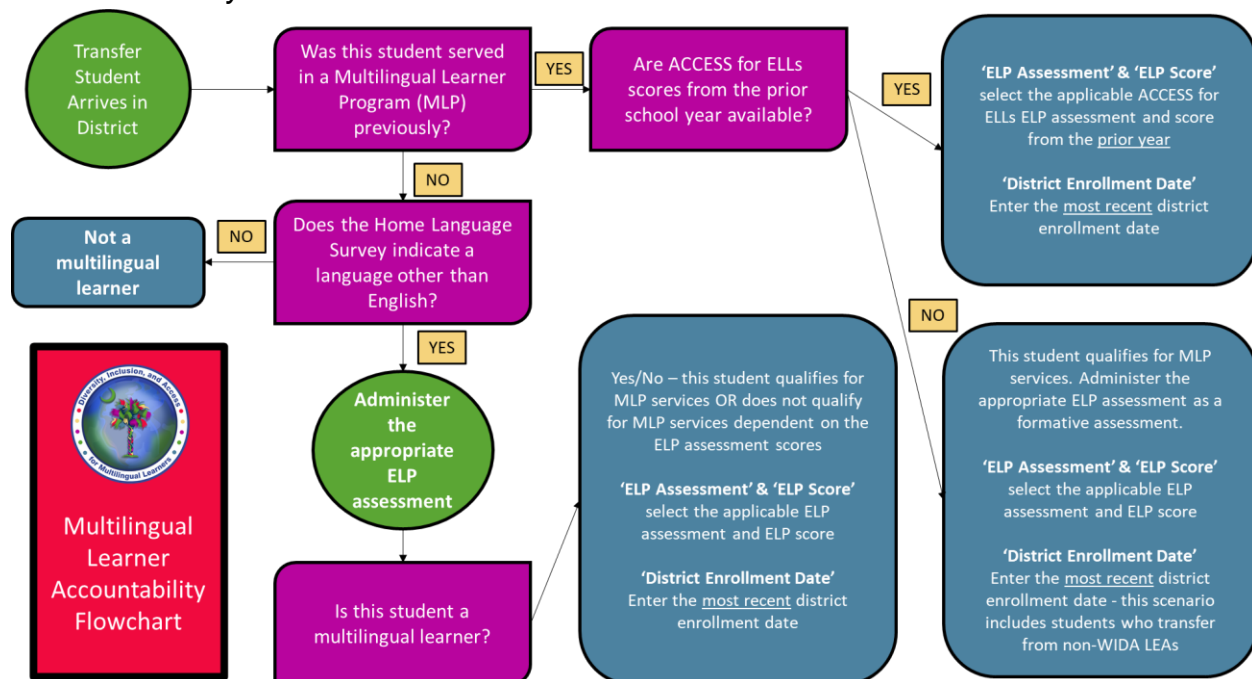 Transfer
Student
Arrives in
District
Was this student served
in a Multilingual Learner
Program (MLP)
previously?
YES
Are ACCESS for ELLs
scores from the prior
school year available?
YES
‘ELP Assessment’ & ‘ELP Score’
select the applicable ACCESS for
ELLs ELP assessment and score
from the prior year
‘District Enrollment Date’
Enter the most recent district
enrollment date
NO
Does the Home Language
Survey indicate a
language other than
English?
NO
Not a
multilingual
learner
YES
Administer
the
appropriate
ELP
assessment
Is this student a
multilingual learner?
Yes/No – this student qualifies for
MLP services OR does not qualify
for MLP services dependent on the
ELP assessment scores
‘ELP Assessment’ & ‘ELP Score’
select the applicable ELP
assessment and ELP score
‘District Enrollment Date’
Enter the most recent district
enrollment date
NO
This student qualifies for MLP
services. Administer the
appropriate ELP assessment as a
formative assessment.
‘ELP Assessment’ & ‘ELP Score’
select the applicable ELP
assessment and ELP score
‘District Enrollment Date’
Enter the most recent district
enrollment date - this scenario
includes students who transfer
from non-WIDA LEAs
Diversity, Inclusion, and Access
for Multilingual Learners
Multilingual
Learner
Accountability
Flowchart